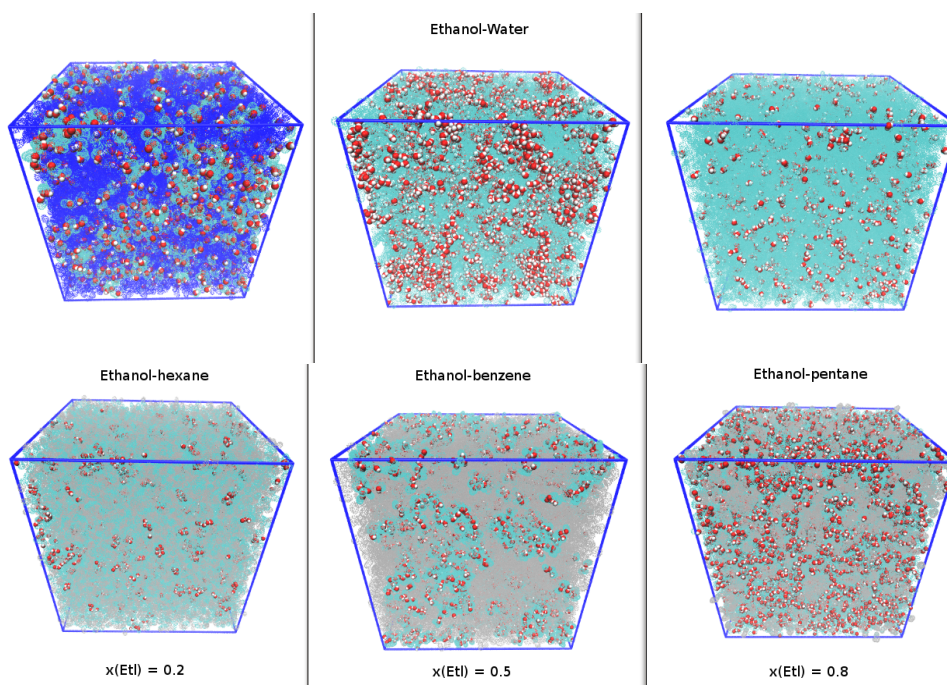 Ethanol-Water
Ethanol-hexane
Ethanol-benzene
Ethanol-pentane
x(Etl) = 0.2
x(Etl) = 0.5
x(Etl) = 0.8